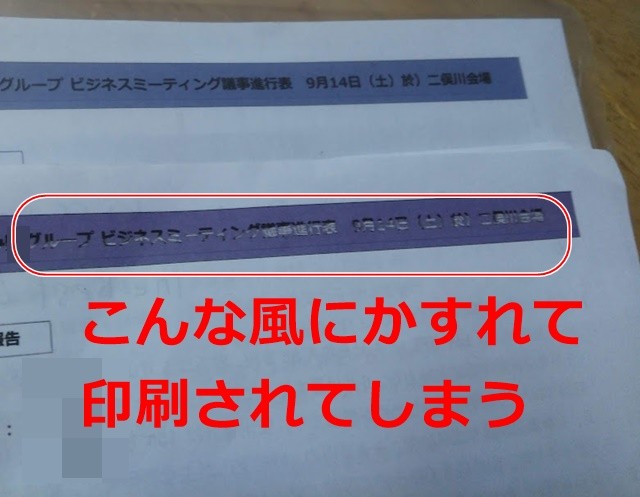 グループ ビジネスミーティング議事進行表　9月14日（土）於）二俣川会場
グループ ビジネスミーティング議事進行表　9月14日（土）於）二俣川会場
こんな風にかすれて
報告
印刷されてしまう
：